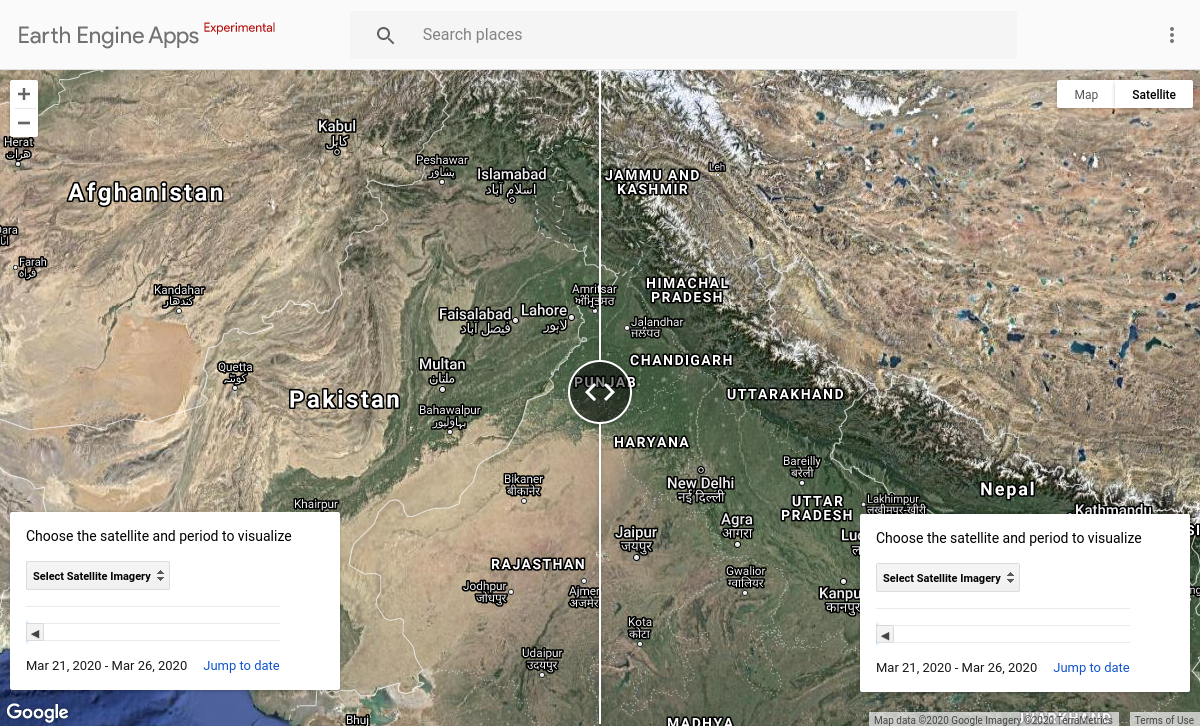 Earth Engine Apps Experimental
Search places
Map
Satellite
Herat
هرات
Kabul
کابل
Peshawar
پشاور
Islamabad
اسلام آباد
JAMMU AND
KASHMIR
Leh
Afghanistan
Farah
فراه
Kandahar
کندهار
HIMACHAL
PRADESH
Amritsar
ਅੰਮ੍ਰਿਤਸਰ
Faisalabad
فیصل آباد
Lahore
لاہور
Jalandhar
ਜਲੰਧਰ
CHANDIGARH
Quetta
کوئٹہ
Multan
ملتان
PUNJAB
UTTARAKHAND
Pakistan
Bahawalpur
بہاولپور
HARYANA
Bareilly
बरेली
Bikaner
बीकानेर
New Delhi
नई दिल्ली
Nepal
Khairpur
UTTAR
PRADESH
Lakhimpur
लखीमपुर-खीरी
Kathmandu
Agra
आगरा
Jaipur
जयपुर
RAJASTHAN
Gwalior
ग्वालियर
Jodhpur
जोधपुर
Ajmer
अजमेर
Kanpu
कानपुर
Kota
कोटा
Udaipur
उदयपुर
Bhuj
MADHYA
Choose the satellite and period to visualize
Select Satellite Imagery
Mar 21, 2020 - Mar 26, 2020 Jump to date
Choose the satellite and period to visualize
Select Satellite Imagery
Mar 21, 2020 - Mar 26, 2020 Jump to date
Google
Map data ©2020 Google Imagery ©2020 TerraMetrics
Terms of Use